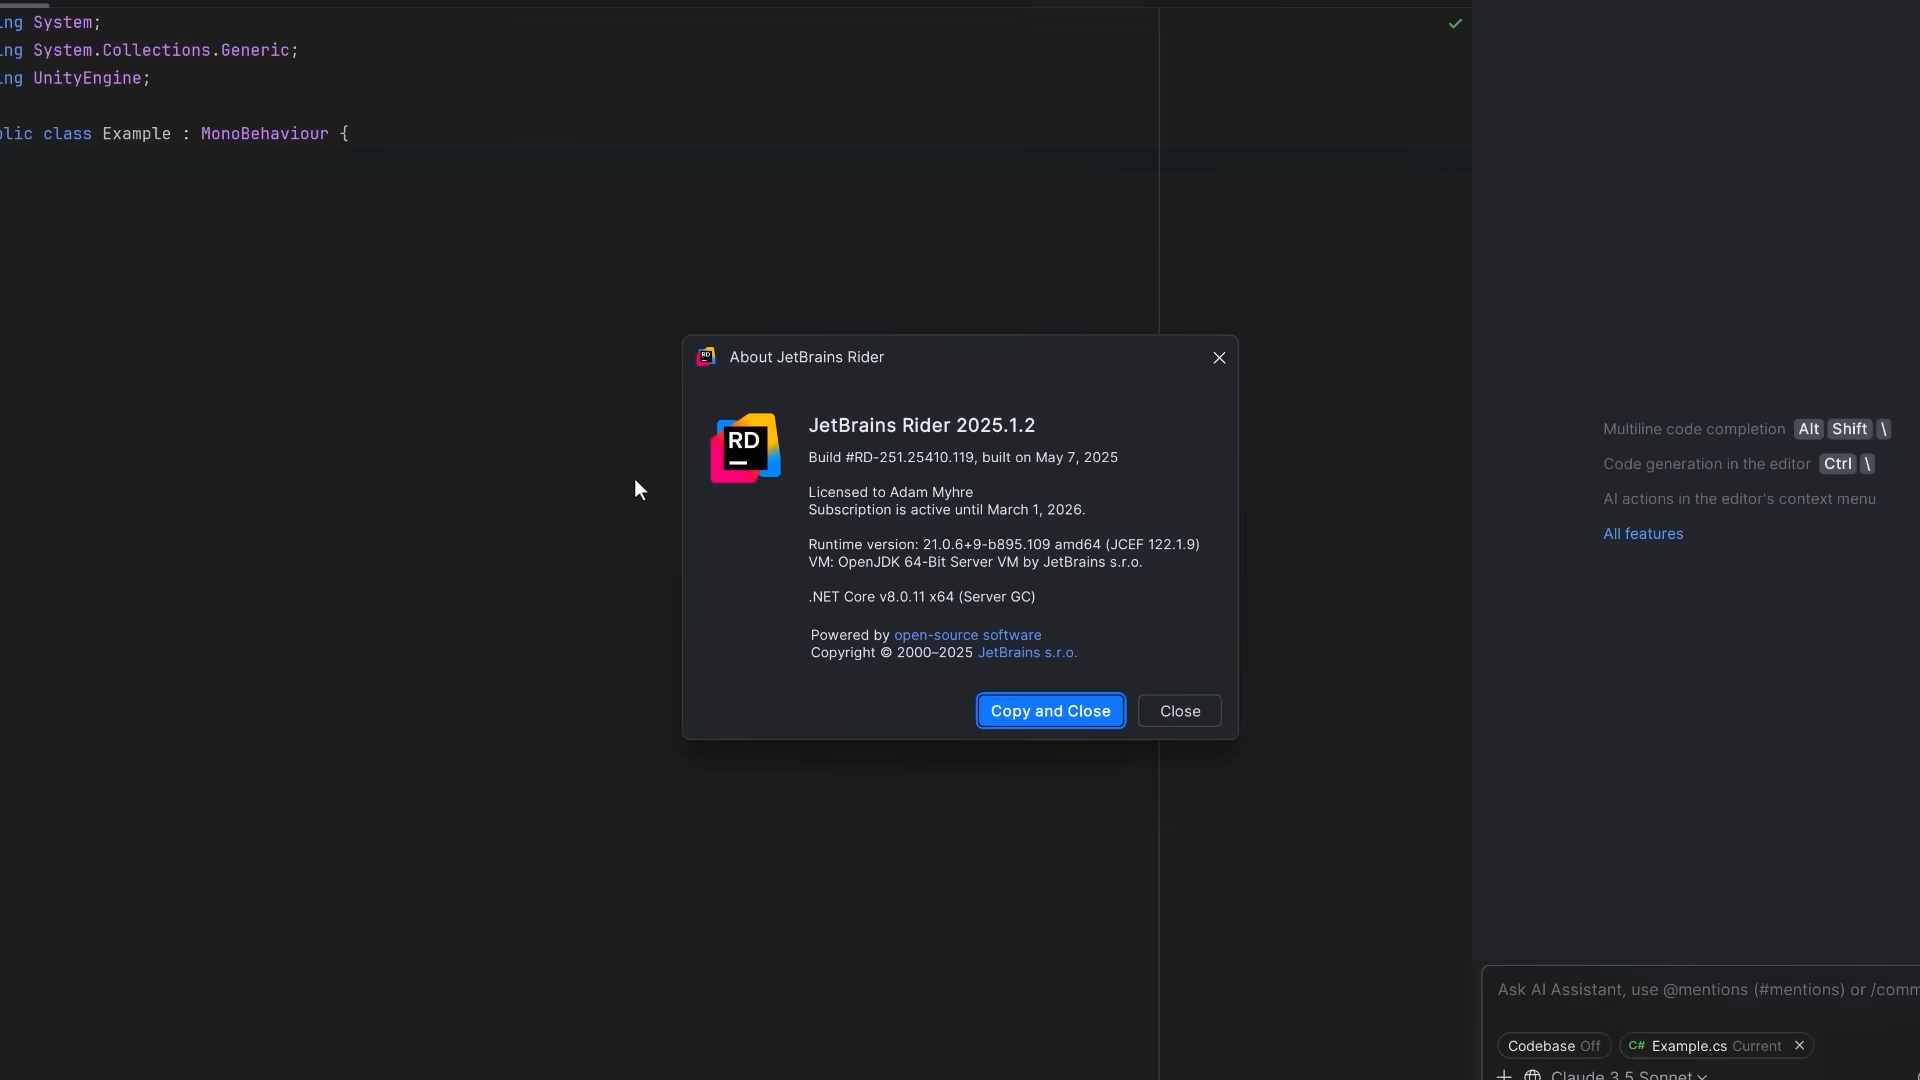 ng System;
ng System.Collections.Generic;
ng UnityEngine;
blic class Example : MonoBehaviour {
About JetBrains Rider
RD
JetBrains Rider 2025.1.2
Build #RD-251.25410.119, built on May 7, 2025
Licensed to Adam Myhre
Subscription is active until March 1, 2026.
Runtime version: 21.0.6+9-b895.109 amd64 (JCEF 122.1.9)
VM: OpenJDK 64-Bit Server VM by JetBrains s.r.o.
.NET Core v8.0.11 x64 (Server GC)
Powered by open-source software
Copyright © 2000–2025 JetBrains s.r.o.
Copy and Close
Close
Multiline code completion Alt Shift \
Code generation in the editor Ctrl \
AI actions in the editor's context menu
All features
Ask AI Assistant, use @mentions (#mentions) or /comm
Codebase Off C# Example.cs Current
Claude 3.5 Sonnet